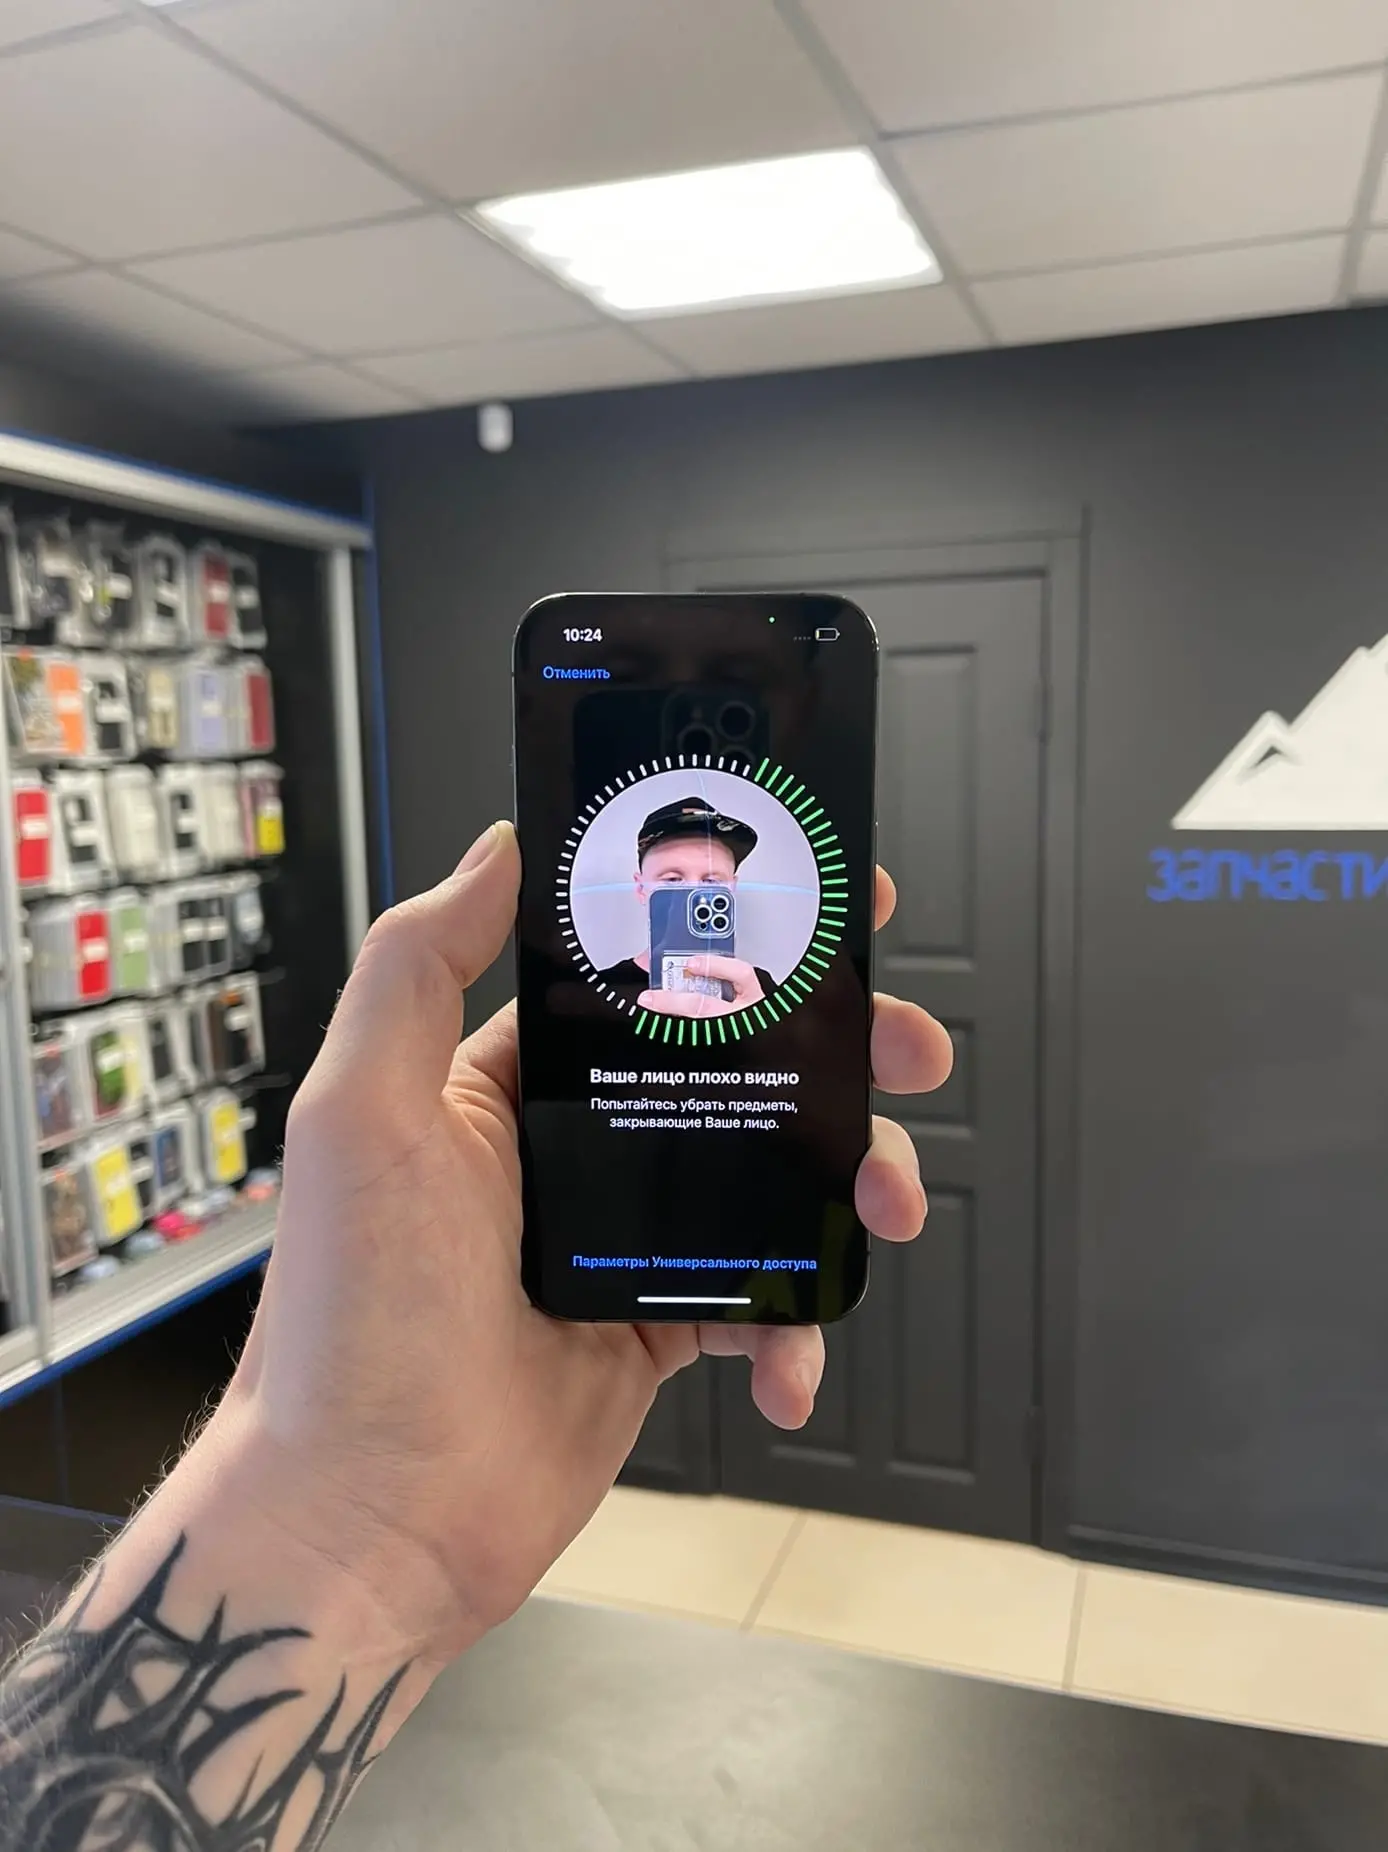 10:24
Отменить
запчасти
Ваше лицо плохо видно
Попытайтесь убрать предметы,
закрывающие Ваше лицо.
Параметры Универсального доступа